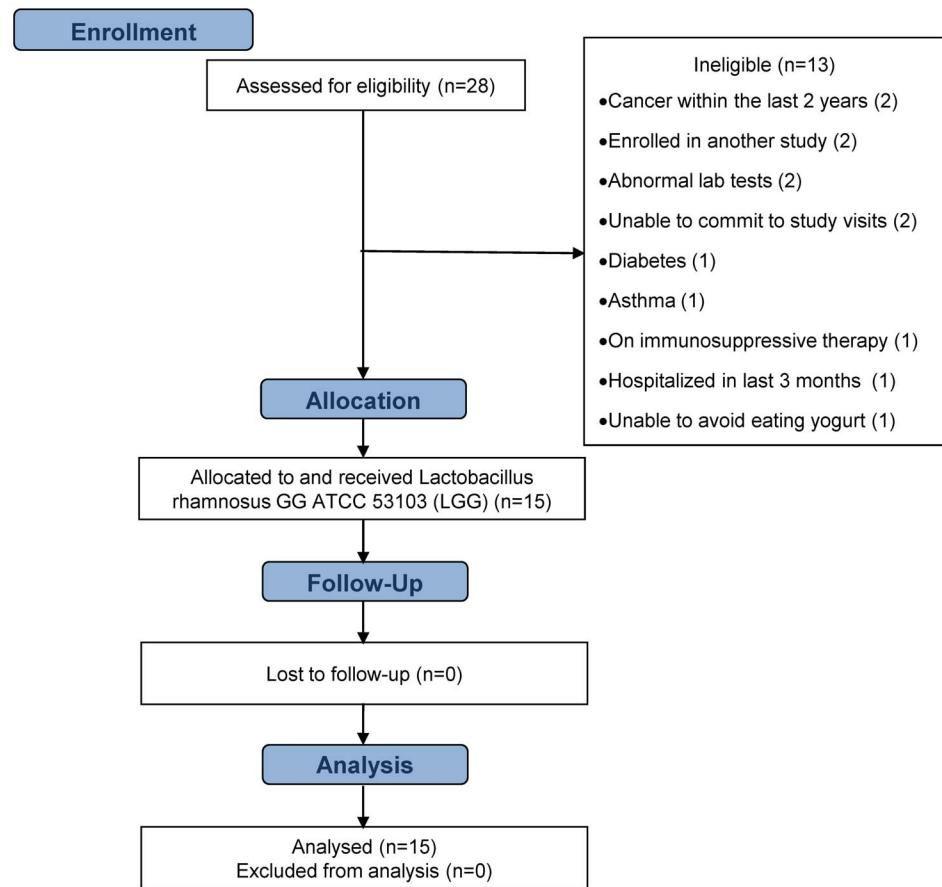 Enrollment
Assessed for eligibility (n=28)
Ineligible (n=13)
•Cancer within the last 2 years (2)
•Enrolled in another study (2)
•Abnormal lab tests (2)
•Unable to commit to study visits (2)
•Diabetes (1)
•Asthma (1)
•On immunosuppressive therapy (1)
•Hospitalized in last 3 months (1)
•Unable to avoid eating yogurt (1)
Allocation
Allocated to and received Lactobacillus
rhamnosus GG ATCC 53103 (LGG) (n=15)
Follow-Up
Lost to follow-up (n=0)
Analysis
Analysed (n=15)
Excluded from analysis (n=0)